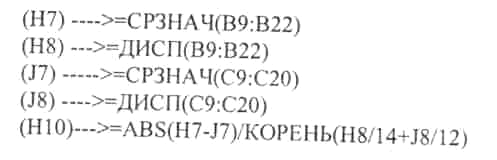 (H7) ---->=СРЗНАЧ(B9:B22)
(H8) --->=ДИСП(B9:B22)
(J7) ----->=СРЗНАЧ(C9:C20)
(J8) ---->=ДИСП(C9:C20)
(H10)--->=ABS(H7-J7)/КОРЕНЬ(H8/14+J8/12)